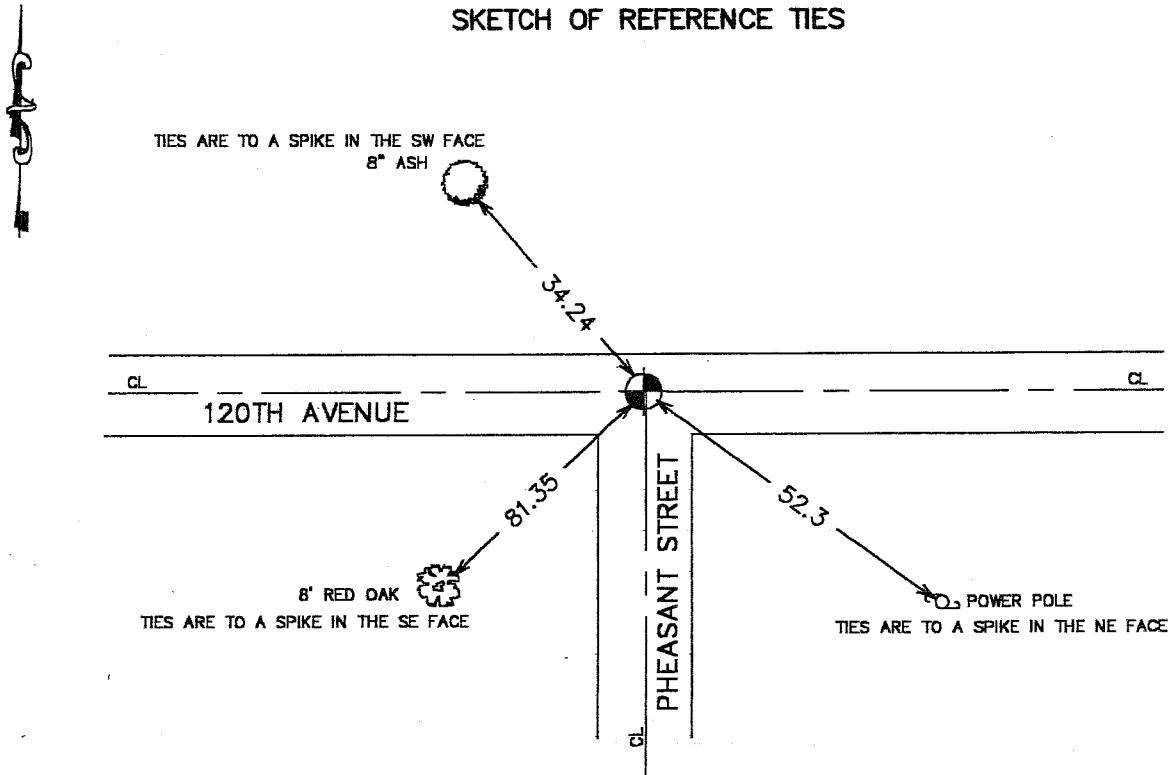 SKETCH OF REFERENCE TIES
TIES ARE TO A SPIKE IN THE SW FACE
8" ASH
34.24
CL
CL
120TH AVENUE
81.35
PHEASANT STREET
52.3
8' RED OAK
TIES ARE TO A SPIKE IN THE SE FACE
POWER POLE
TIES ARE TO A SPIKE IN THE NE FACE
CL